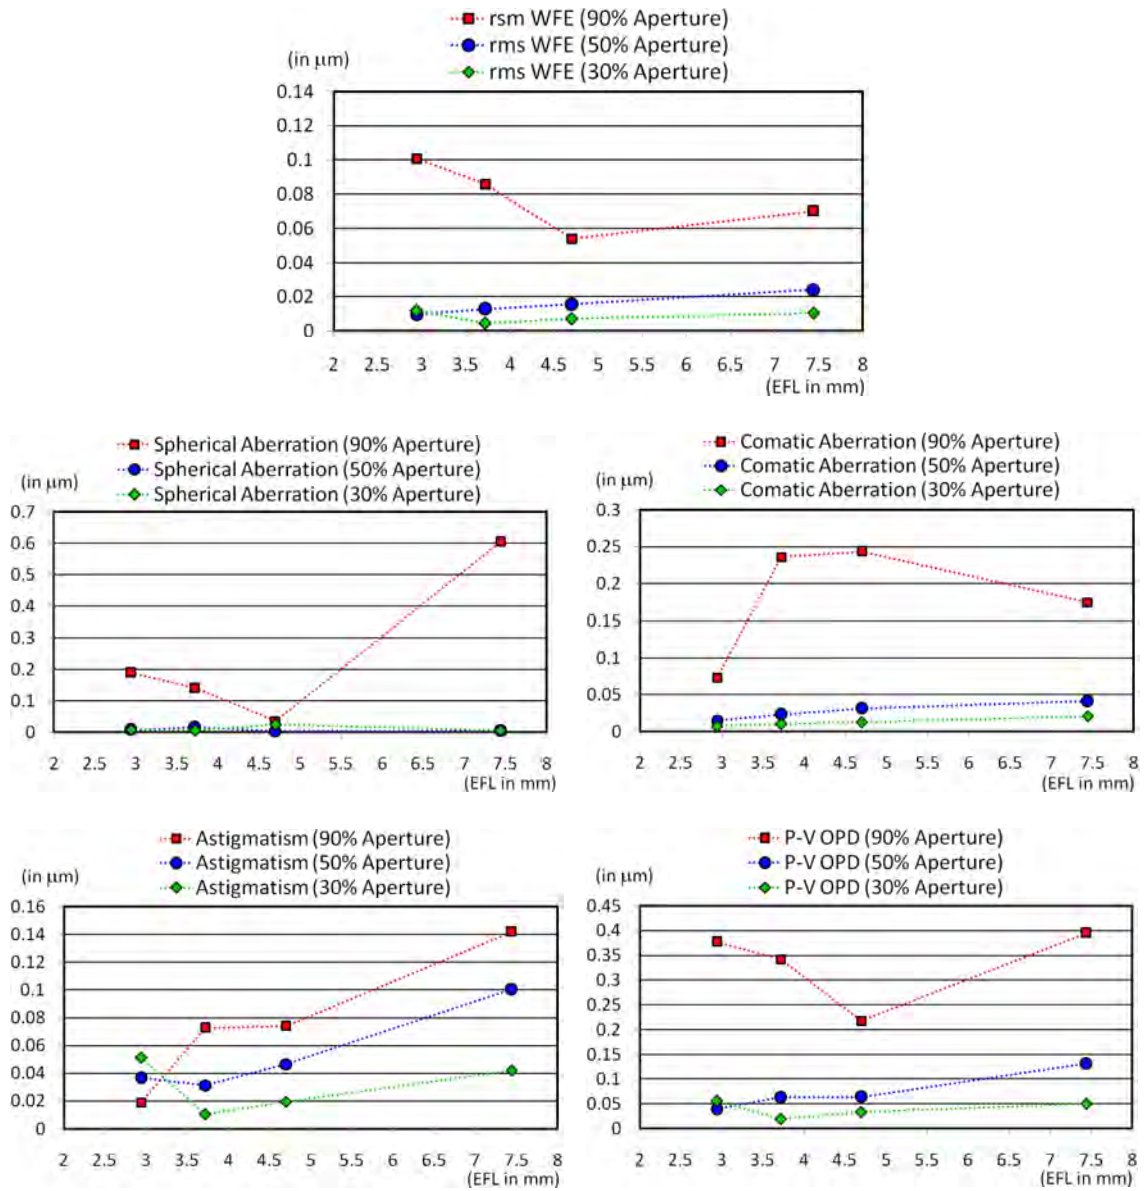 rsm WFE (90% Aperture)
rms WFE (50% Aperture)
rms WFE (30% Aperture)
(in μm)
0.14
0.12
0.1
0.08
0.06
0.04
0.02
0
2 2.5 3 3.5 4 4.5 5 5.5 6 6.5 7 7.5 8
(EFL in mm)
Spherical Aberration (90% Aperture)
Spherical Aberration (50% Aperture)
Spherical Aberration (30% Aperture)
(in μm)
0.7
0.6
0.5
0.4
0.3
0.2
0.1
0
2 2.5 3 3.5 4 4.5 5 5.5 6 6.5 7 7.5 8
(EFL in mm)
Comatic Aberration (90% Aperture)
Comatic Aberration (50% Aperture)
Comatic Aberration (30% Aperture)
(in μm)
0.3
0.25
0.2
0.15
0.1
0.05
0
2 2.5 3 3.5 4 4.5 5 5.5 6 6.5 7 7.5 8
(EFL in mm)
Astigmatism (90% Aperture)
Astigmatism (50% Aperture)
Astigmatism (30% Aperture)
(in μm)
0.16
0.14
0.12
0.1
0.08
0.06
0.04
0.02
0
2 2.5 3 3.5 4 4.5 5 5.5 6 6.5 7 7.5 8
(EFL in mm)
P-V OPD (90% Aperture)
P-V OPD (50% Aperture)
P-V OPD (30% Aperture)
(in μm)
0.45
0.4
0.35
0.3
0.25
0.2
0.15
0.1
0.05
0
2 2.5 3 3.5 4 4.5 5 5.5 6 6.5 7 7.5 8
(EFL in mm)